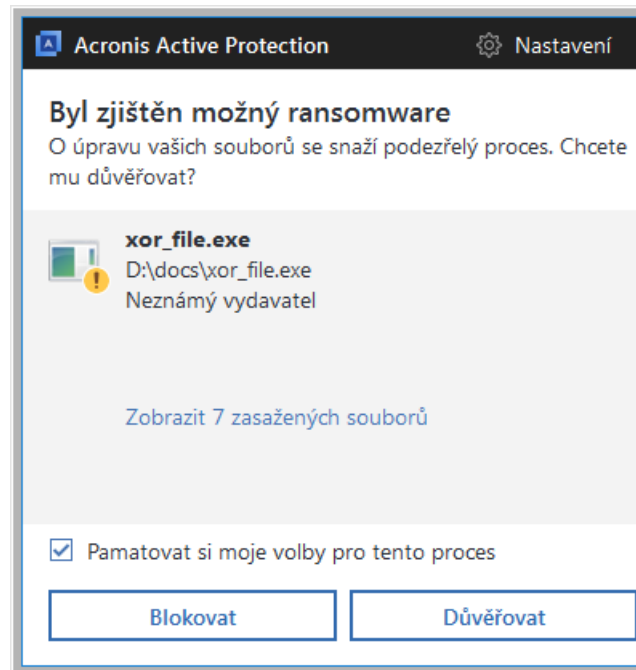 Acronis Active Protection
Nastavení
Byl zjištěn možný ransomware
O úpravu vašich souborů se snaží podezřelý proces. Chcete
mu důvěřovat?
xor_file.exe
D:\docs\xor_file.exe
Neznámý vydavatel
Zobrazit 7 zasažených souborů
Pamatovat si moje volby pro tento proces
Blokovat
Důvěřovat